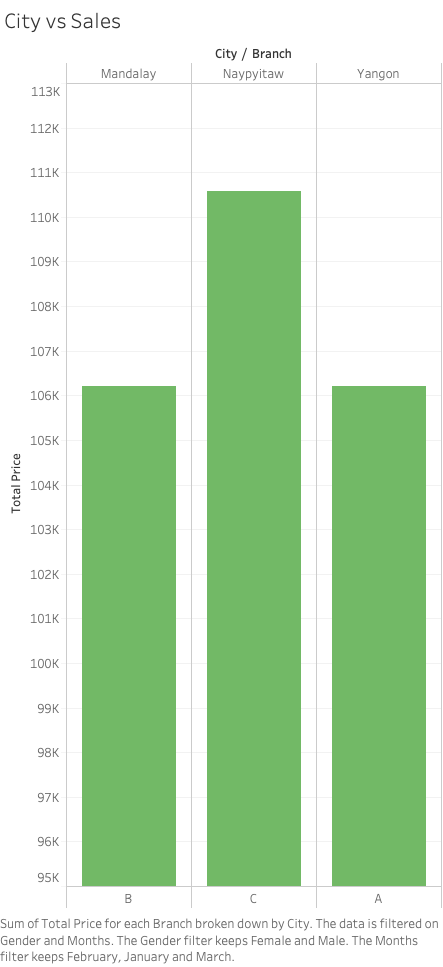 City vs Sales
City / Branch
Mandalay Naypyitaw Yangon
113K
112K
111K
110K
109K
108K
107K
106K
105K
104K
103K
102K
101K
100K
99K
98K
97K
96K
95K
Total Price
B C A
Sum of Total Price for each Branch broken down by City. The data is filtered on
Gender and Months. The Gender filter keeps Female and Male. The Months
filter keeps February, January and March.